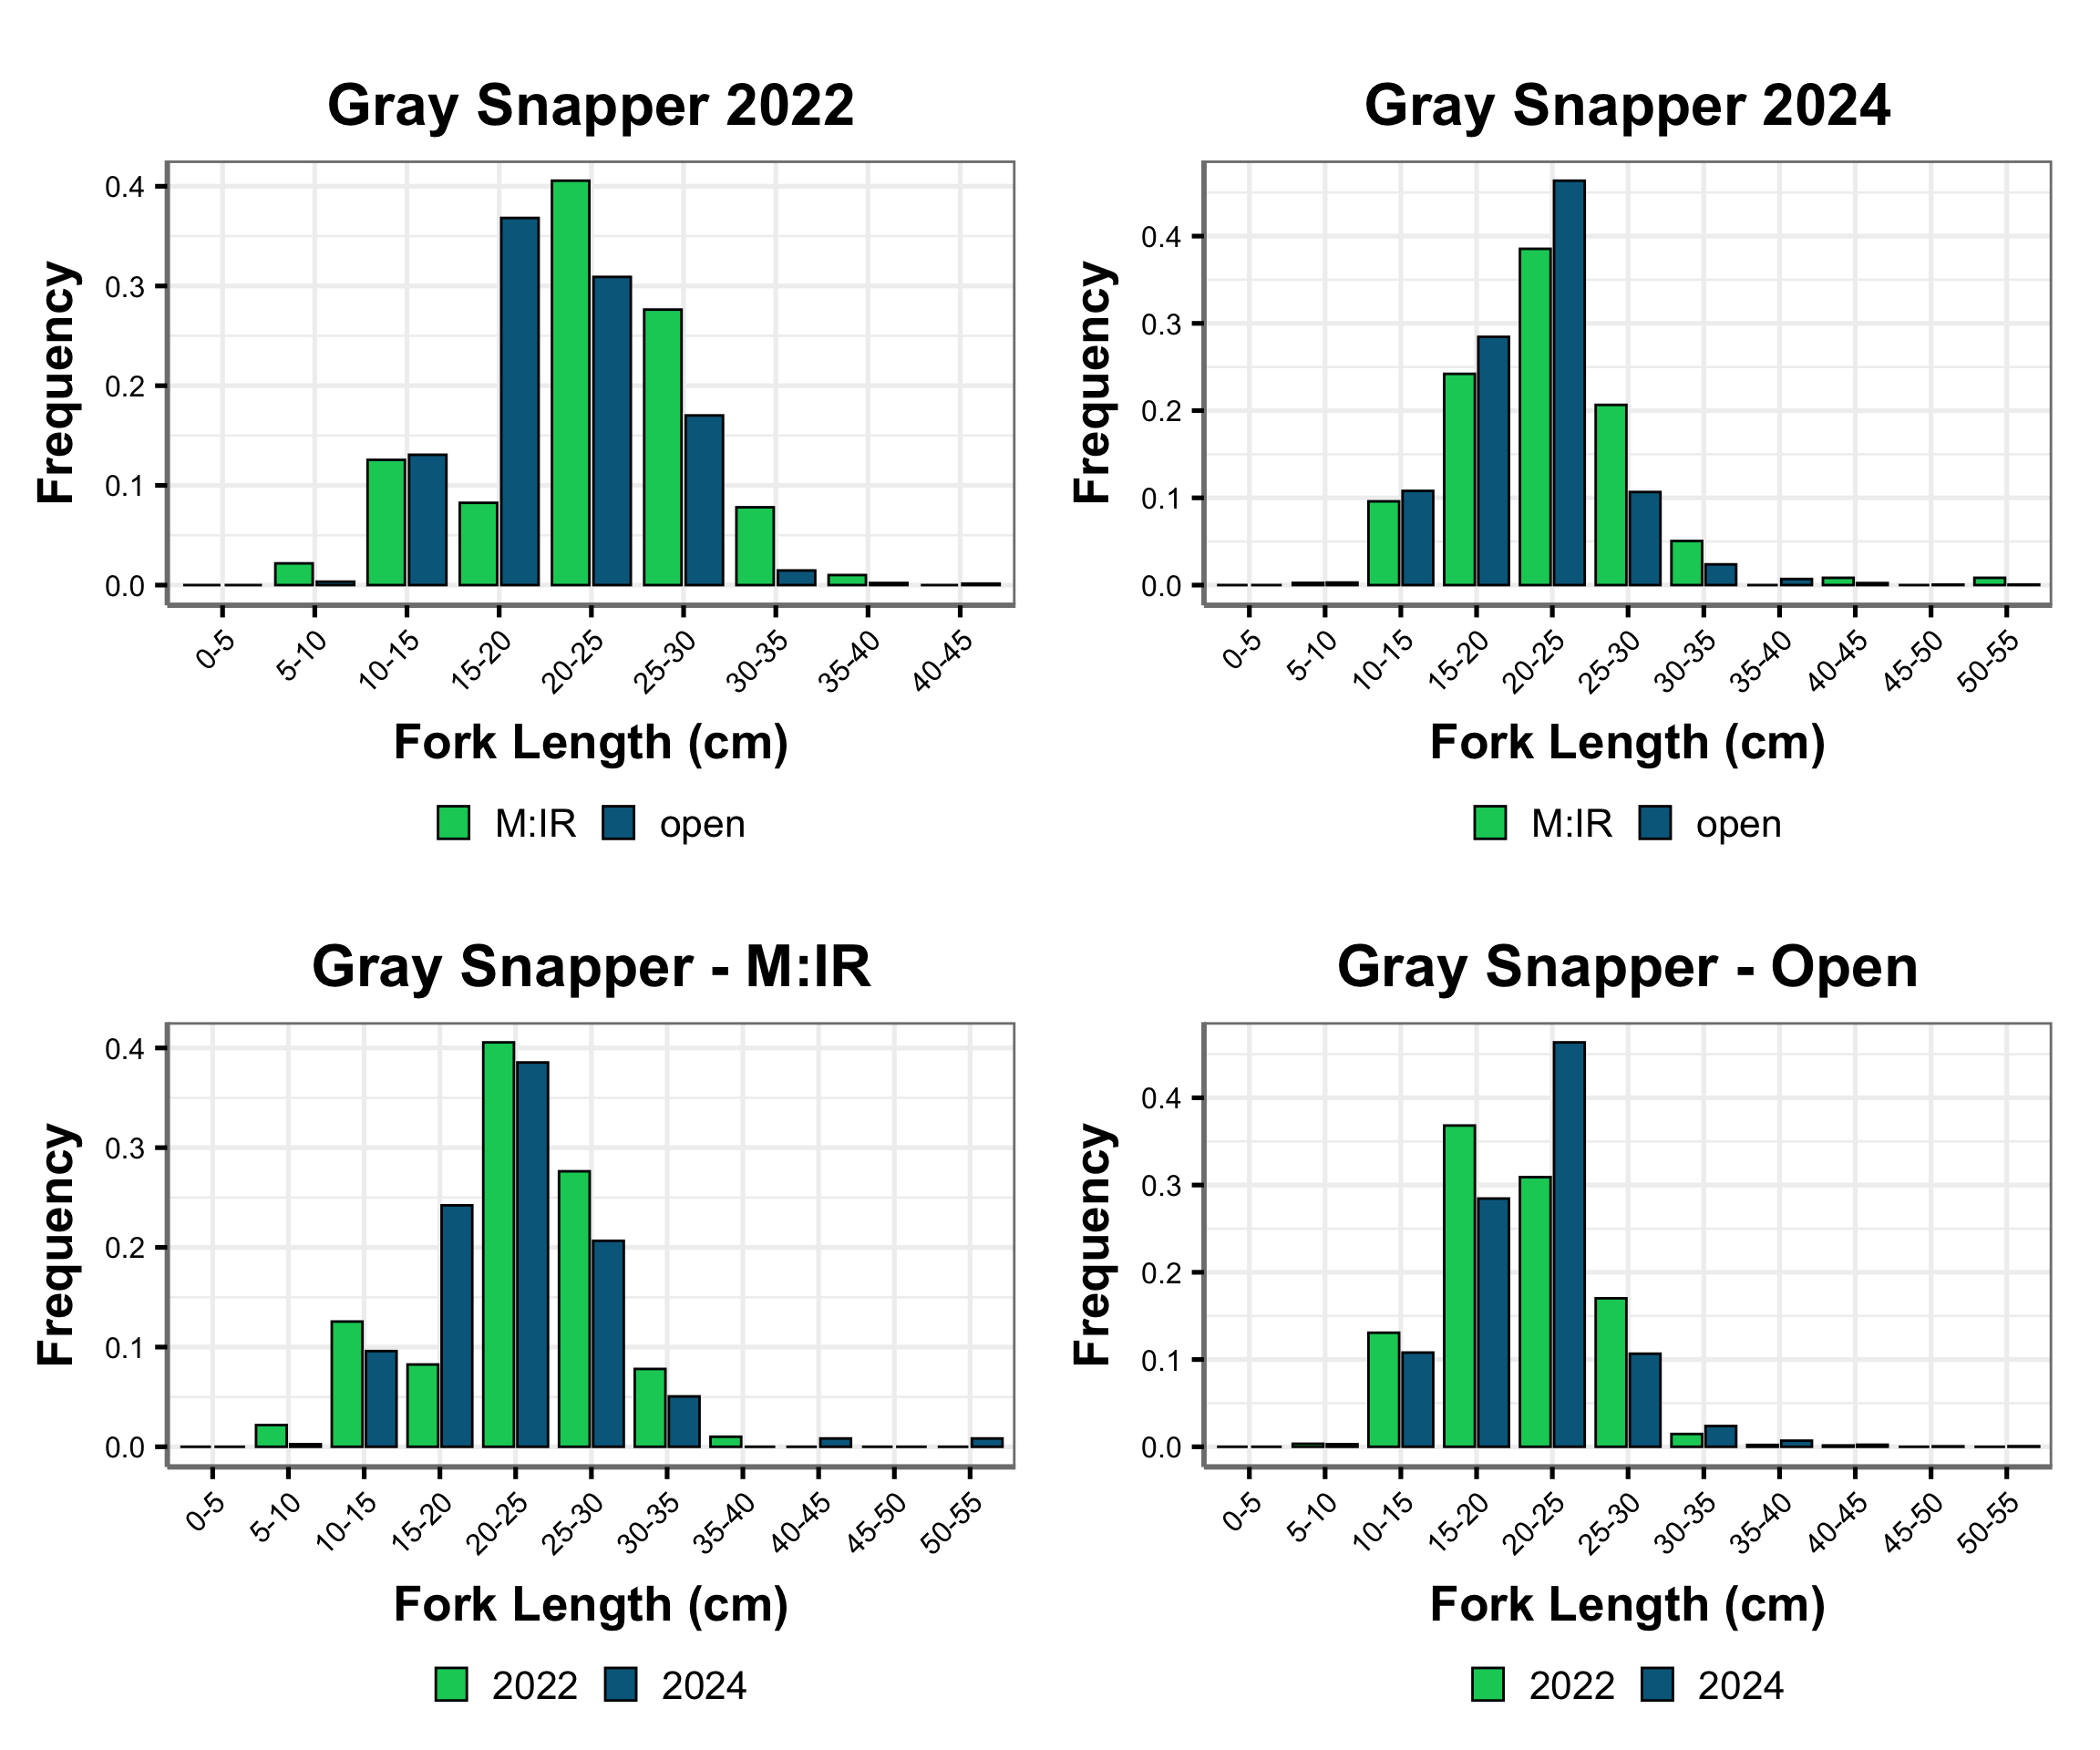 Gray Snapper 2022
Frequency
0.4
0.3
0.2
0.1
0.0
0-5 5-10 10-15 15-20 20-25 25-30 30-35 35-40 40-45
Fork Length (cm)
M:IR open
Gray Snapper 2024
Frequency
0.4
0.3
0.2
0.1
0.0
0-5 5-10 10-15 15-20 20-25 25-30 30-35 35-40 40-45 45-50 50-55
Fork Length (cm)
M:IR open
Gray Snapper - M:IR
Frequency
0.4
0.3
0.2
0.1
0.0
0-5 5-10 10-15 15-20 20-25 25-30 30-35 35-40 40-45 45-50 50-55
Fork Length (cm)
2022 2024
Gray Snapper - Open
Frequency
0.4
0.3
0.2
0.1
0.0
0-5 5-10 10-15 15-20 20-25 25-30 30-35 35-40 40-45 45-50 50-55
Fork Length (cm)
2022 2024